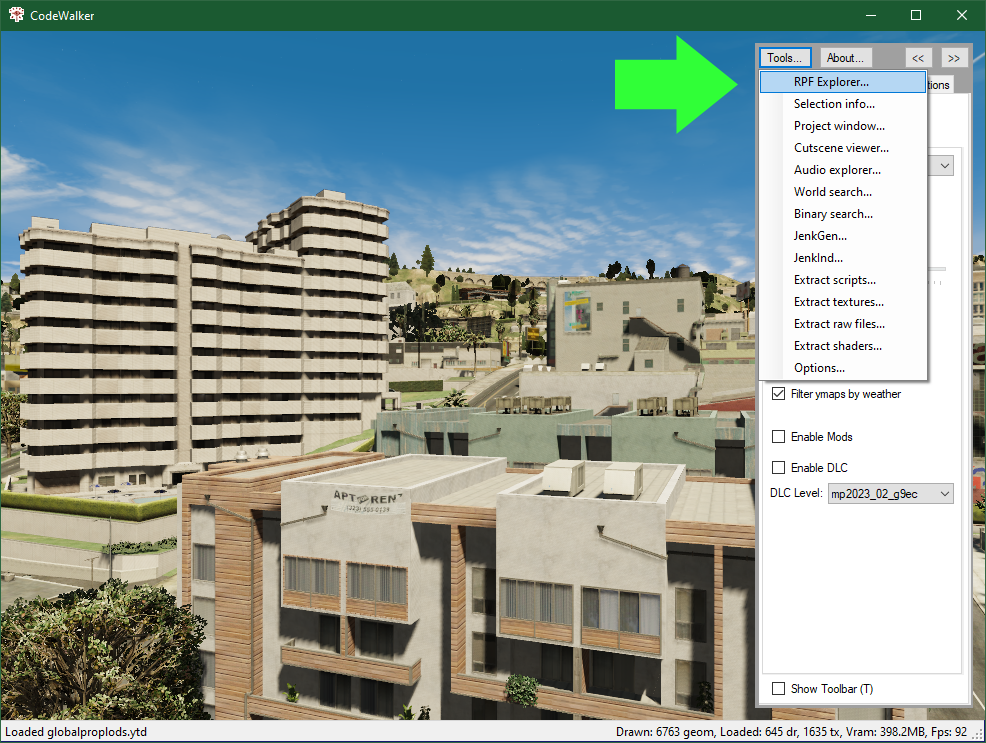 CodeWalker
Tools... About... << >>
RPF Explorer...
tions
Selection info...
Project window...
Cutscene viewer...
Audio explorer...
World search...
Binary search...
JenkGen...
JenkInd...
Extract scripts...
Extract textures...
Extract raw files...
Extract shaders...
Options...
Filter ymaps by weather
Enable Mods
Enable DLC
DLC Level: mp2023_02_g9ec
APT RENT
Show Toolbar (T)
Loaded globalproplods.ytd
Drawn: 6763 geom, Loaded: 645 dr, 1635 tx, Vram: 398.2MB, Fps: 92